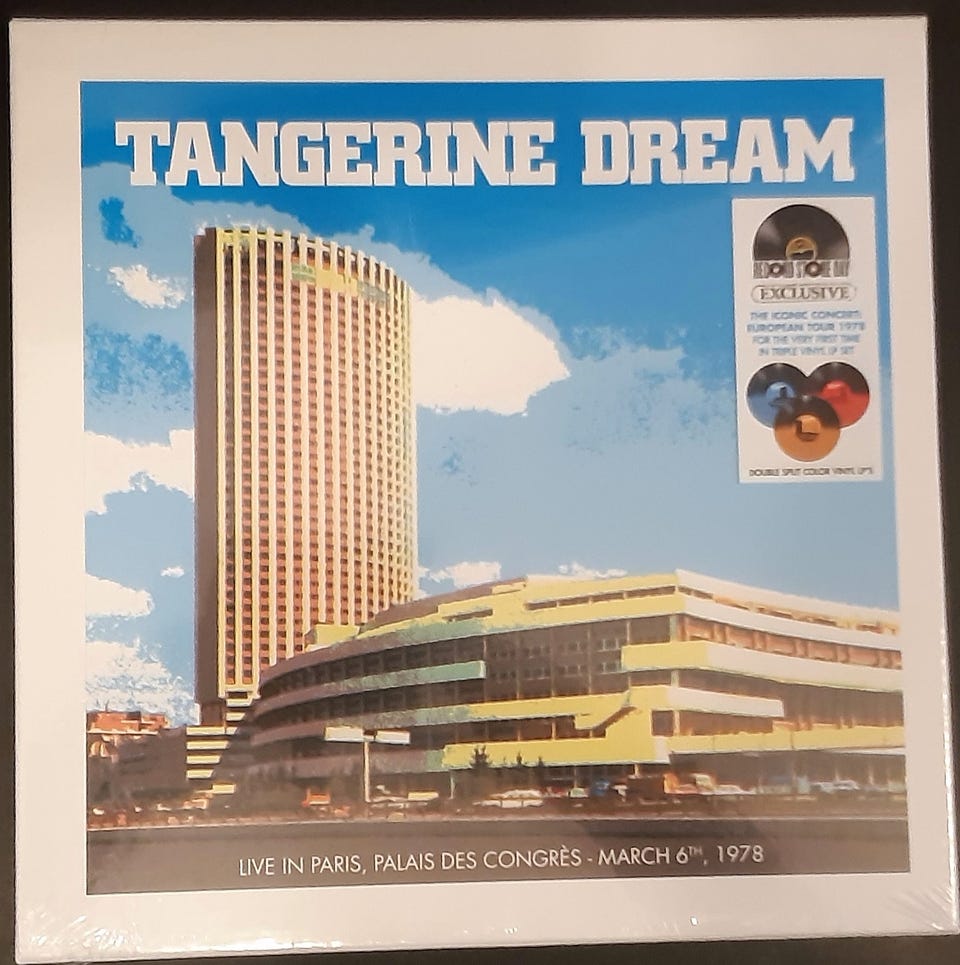 TANGERINE DREAM
RECORD STORE DAY
EXCLUSIVE
THE ICONIC CONCERT:
EUROPEAN TOUR 1978
FOR THE VERY FIRST TIME
IN TRIPLE VINYL LP SET
DOUBLE SPLIT COLOR VINYL LP'S
LIVE IN PARIS, PALAIS DES CONGRÈS - MARCH 6TH, 1978